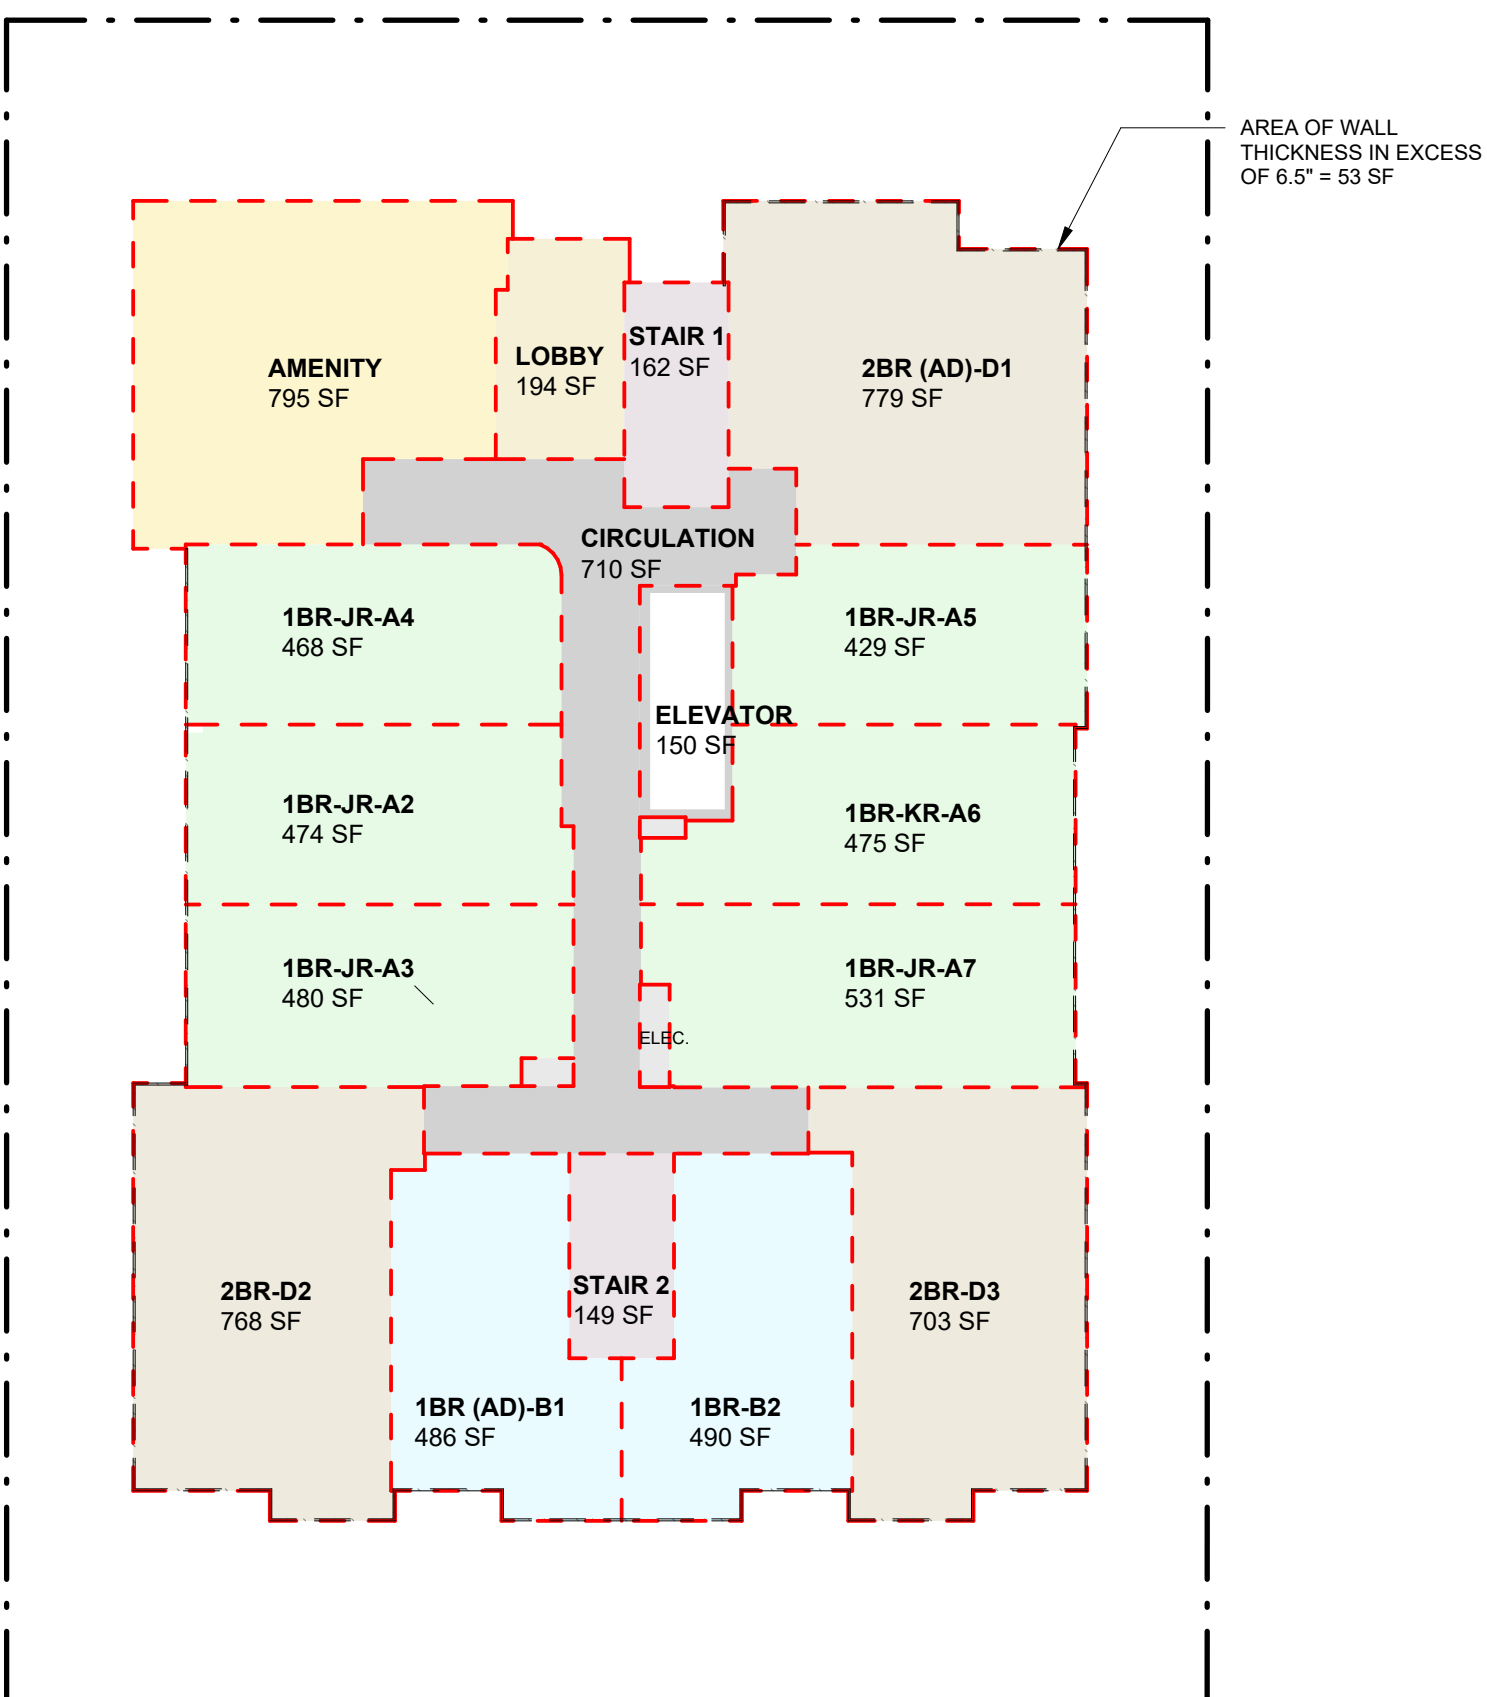 AREA OF WALL
THICKNESS IN EXCESS
OF 6.5" = 53 SF
AMENITY
795 SF
LOBBY
194 SF
STAIR 1
162 SF
2BR (AD)-D1
779 SF
CIRCULATION
710 SF
1BR-JR-A4
468 SF
1BR-JR-A5
429 SF
ELEVATOR
150 SF
1BR-JR-A2
474 SF
1BR-KR-A6
475 SF
1BR-JR-A3
480 SF
1BR-JR-A7
531 SF
ELEC.
2BR-D2
768 SF
STAIR 2
149 SF
2BR-D3
703 SF
1BR (AD)-B1
486 SF
1BR-B2
490 SF